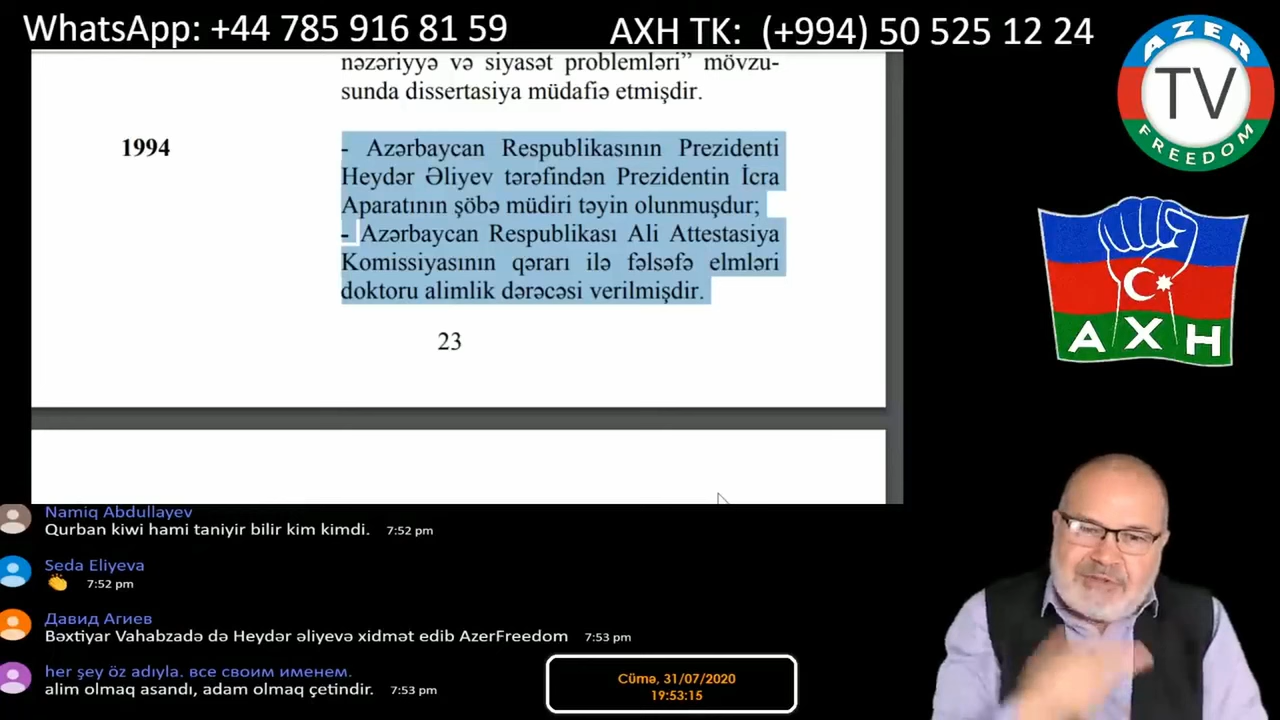 WhatsApp: +44 785 916 81 59
AXH TK: (+994) 50 525 12 24
AZER
TV
FREEDOM
nəzəriyyə və siyasət problemləri” mövzu-
sunda dissertasiya müdafiə etmişdir.
1994
- Azərbaycan Respublikasının Prezidenti
Heydər Əliyev tərəfindən Prezidentin İcra
Aparatının şöbə müdiri təyin olunmuşdur;
- Azərbaycan Respublikası Ali Attestasiya
Komissiyasının qərarı ilə fəlsəfə elmləri
doktoru alimlik dərəcəsi verilmişdir.
23
AXH
Namiq Abdullayev
Qurban kiwi hami taniyir bilir kim kimdi. 7:52 pm
Seda Eliyeva
👏 7:52 pm
Давид Агиев
Bəxtiyar Vahabzadə də Heydər əliyevə xidmət edib AzerFreedom 7:53 pm
her şey öz adıyla. все своим именем.
alim olmaq asandı, adam olmaq çetindir. 7:53 pm
Cümə, 31/07/2020
19:53:15